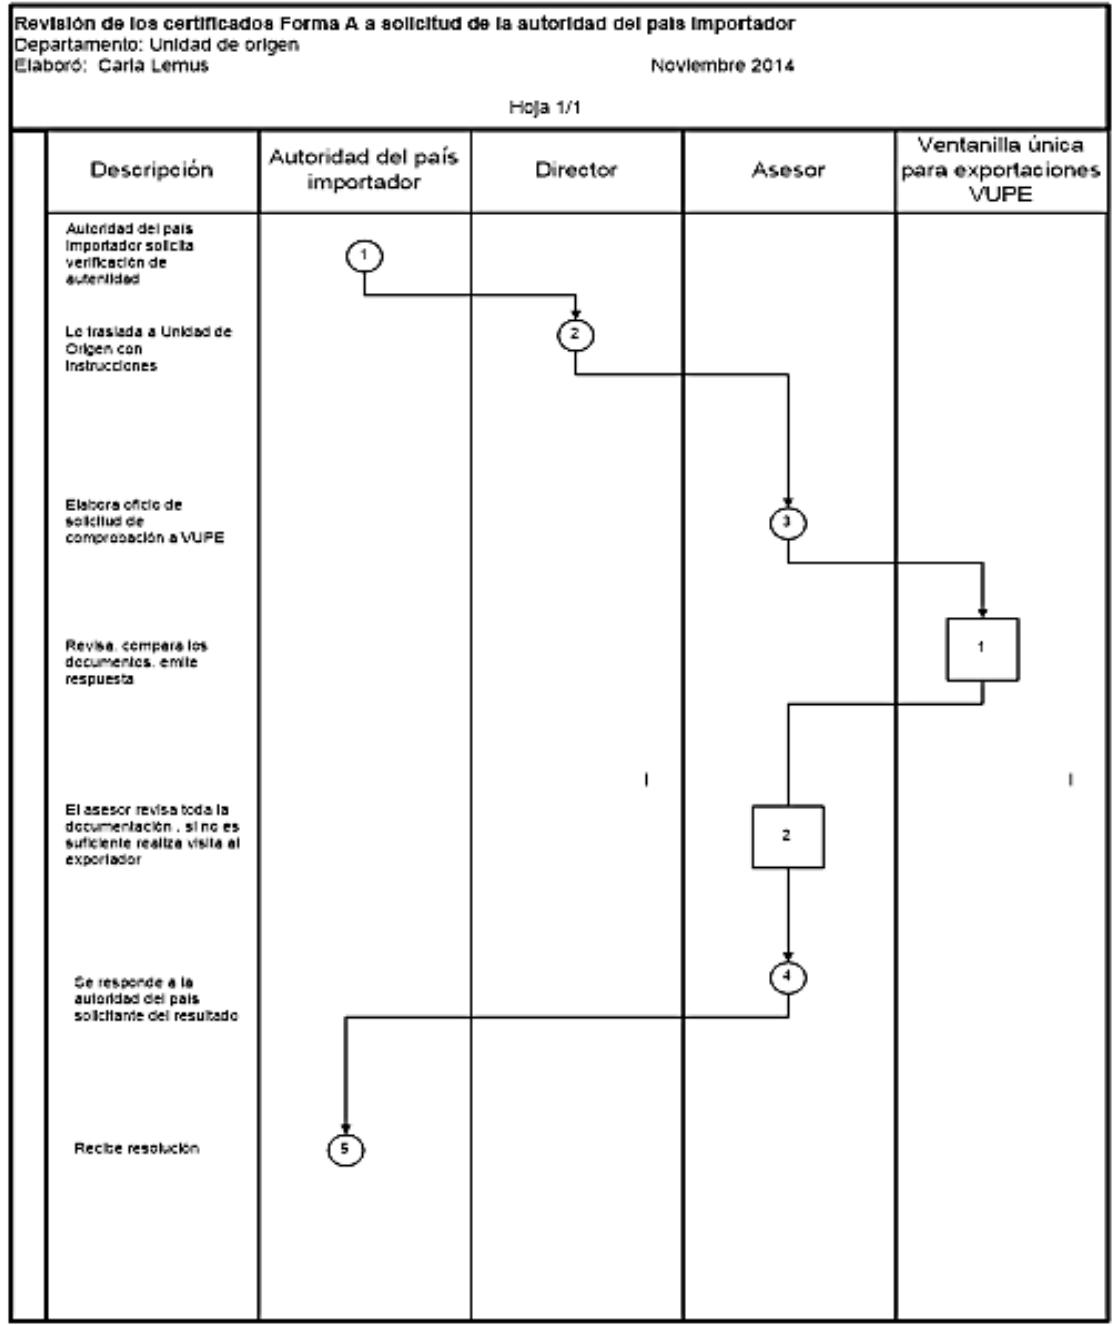 Revisión de los certificados Forma A a solicitud de la autoridad del país importador
Departamento: Unidad de origen
Elaboró: Carla Lemus Noviembre 2014
Hoja 1/1
Descripción
Autoridad del país
importador
Director
Asesor
Ventanilla única
para exportaciones
VUPE
Autoridad del país
importador solicita
verificación de
autentidad
1
Lo traslada a Unidad de
Origen con
instrucciones
2
Elabora oficio de
solicitud de
comprobación a VUPE
3
Revisa, compara los
documentos, emite
respuesta
1
El asesor revisa toda la
documentación , si no es
suficiente realiza visita al
exportador
2
Se responde a la
autoridad del país
solicitante del resultado
4
Recibe resolución
5